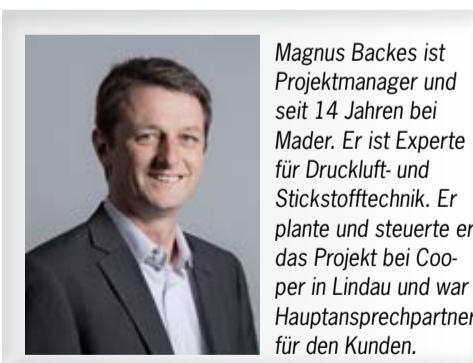 Magnus Backes ist
Projektmanager und
seit 14 Jahren bei
Mader. Er ist Experte
für Druckluft- und
Stickstofftechnik. Er
plante und steuerte er
das Projekt bei Coo-
per in Lindau und war
Hauptansprechpartner
für den Kunden.